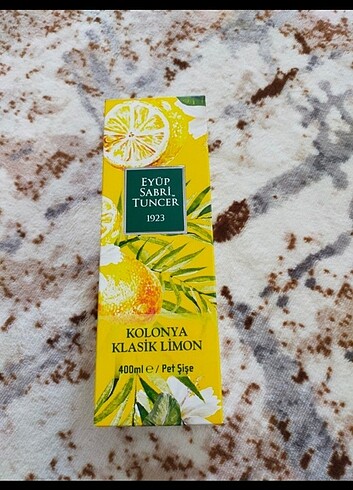 EYÜP
SABRİ
TUNCER
1923
KOLONYA
KLASİK LİMON
400ml ℮ / Pet Şişe